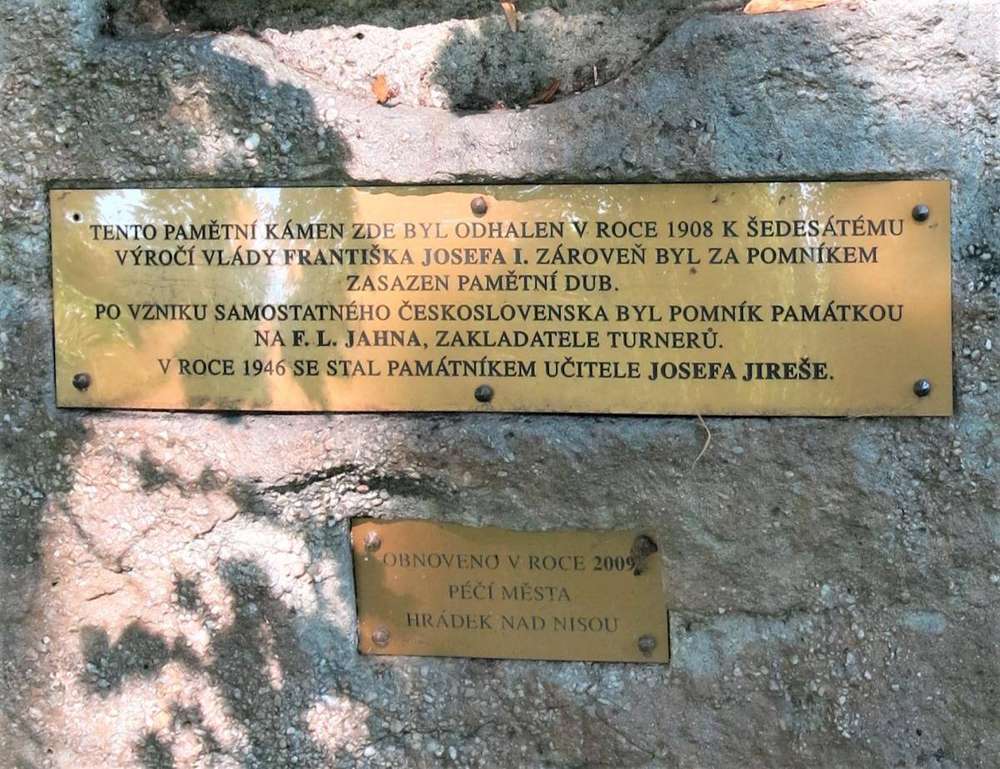 TENTO PAMĚTNÍ KÁMEN ZDE BYL ODHALEN V ROCE 1908 K ŠEDESÁTÉMU
VÝROČÍ VLÁDY FRANTIŠKA JOSEFA I. ZÁROVEŇ BYL ZA POMNÍKEM
ZASAZEN PAMĚTNÍ DUB.
PO VZNIKU SAMOSTATNÉHO ČESKOSLOVENSKA BYL POMNÍK PAMÁTKOU
NA F. L. JAHNA, ZAKLADATELE TURNERŮ.
V ROCE 1946 SE STAL PAMÁTNÍKEM UČITELE JOSEFA JIREŠE.
OBNOVENO V ROCE 2009
PÉČÍ MĚSTA
HRÁDEK NAD NISOU